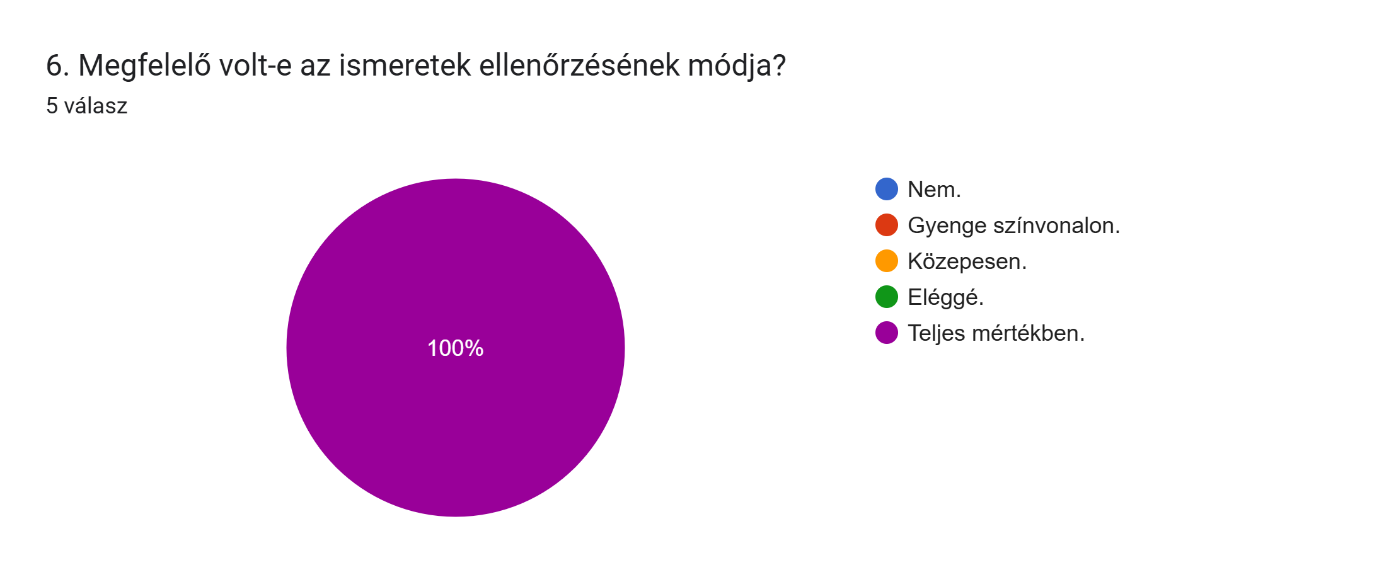 6. Megfelelő volt-e az ismeretek ellenőrzésének módja?
5 válasz
Nem.
Gyenge színvonalon.
Közepesen.
Eléggé.
Teljes mértékben.
100%